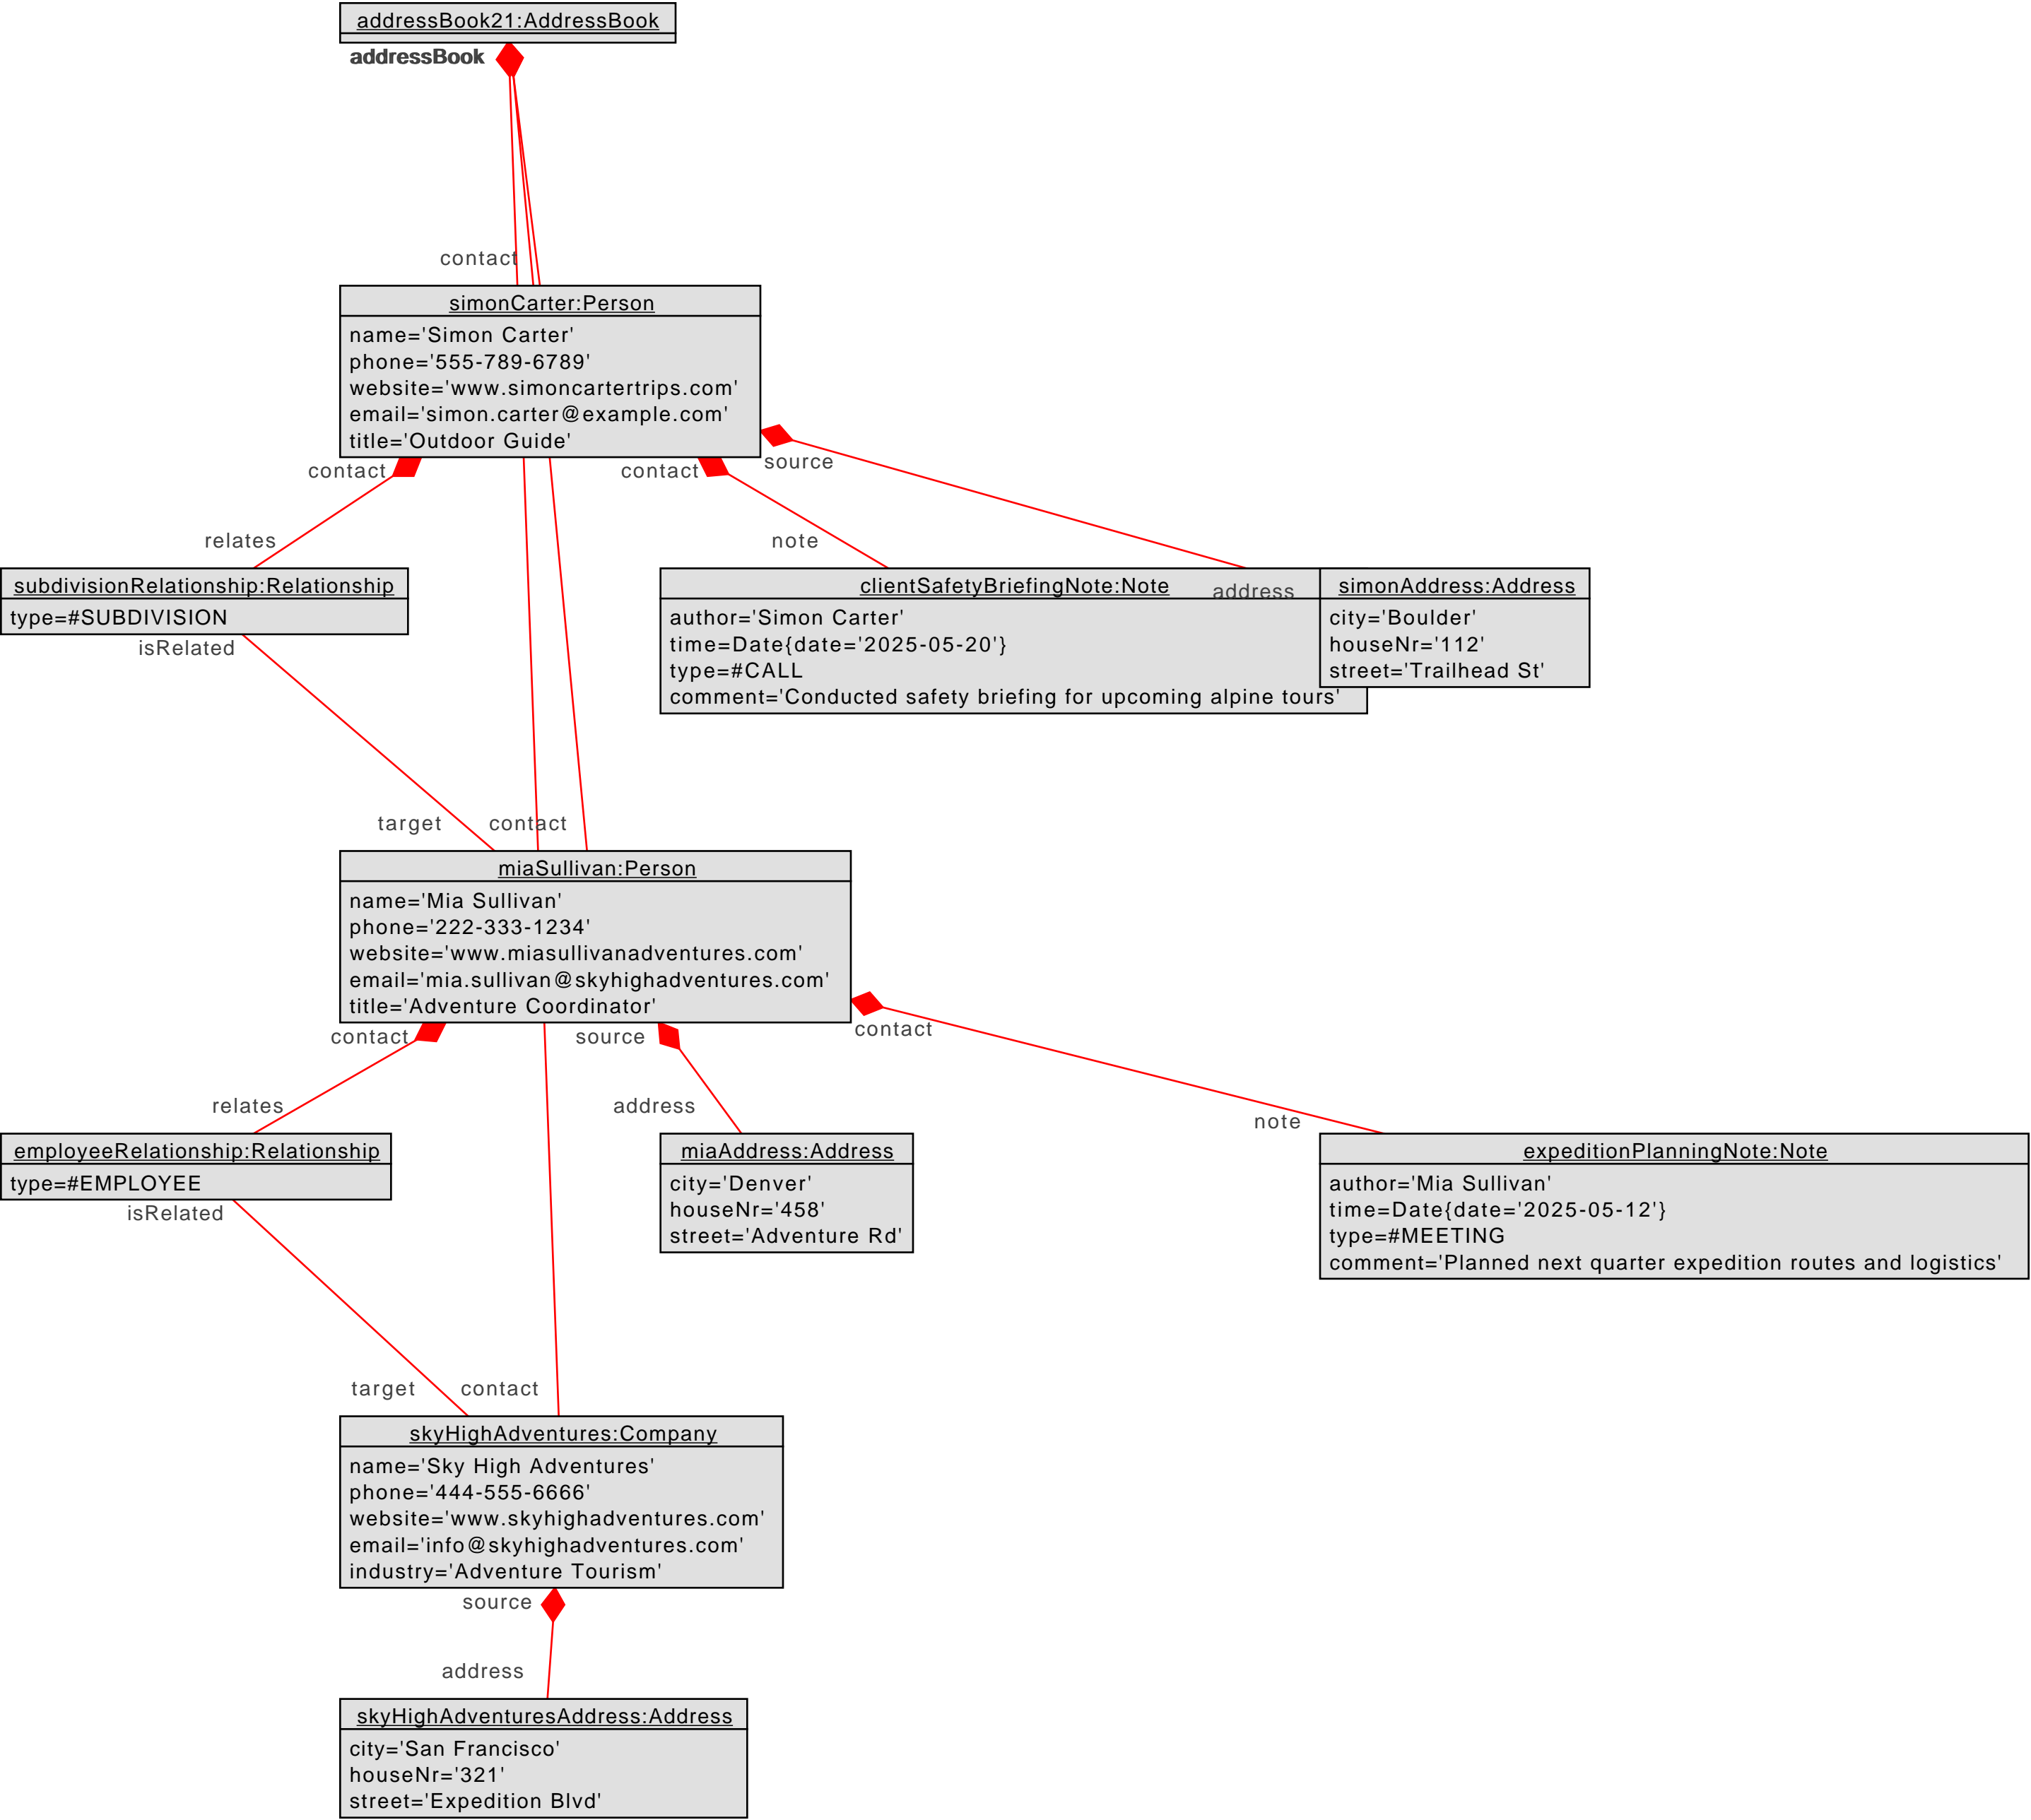 addressBook21:AddressBook
addressBook
contact
simonCarter:Person
name='Simon Carter'
phone='555-789-6789'
website='www.simoncartertrips.com'
email='simon.carter@example.com'
title='Outdoor Guide'
contact
contact
source
relates
note
subdivisionRelationship:Relationship
type=#SUBDIVISION
isRelated
clientSafetyBriefingNote:Note
author='Simon Carter'
time=Date{date='2025-05-20'}
type=#CALL
comment='Conducted safety briefing for upcoming alpine tours'
address
simonAddress:Address
city='Boulder'
houseNr='112'
street='Trailhead St'
target
contact
miaSullivan:Person
name='Mia Sullivan'
phone='222-333-1234'
website='www.miasullivanadventures.com'
email='mia.sullivan@skyhighadventures.com'
title='Adventure Coordinator'
contact
source
contact
relates
address
note
employeeRelationship:Relationship
type=#EMPLOYEE
isRelated
miaAddress:Address
city='Denver'
houseNr='458'
street='Adventure Rd'
expeditionPlanningNote:Note
author='Mia Sullivan'
time=Date{date='2025-05-12'}
type=#MEETING
comment='Planned next quarter expedition routes and logistics'
target
contact
skyHighAdventures:Company
name='Sky High Adventures'
phone='444-555-6666'
website='www.skyhighadventures.com'
email='info@skyhighadventures.com'
industry='Adventure Tourism'
source
address
skyHighAdventuresAddress:Address
city='San Francisco'
houseNr='321'
street='Expedition Blvd'